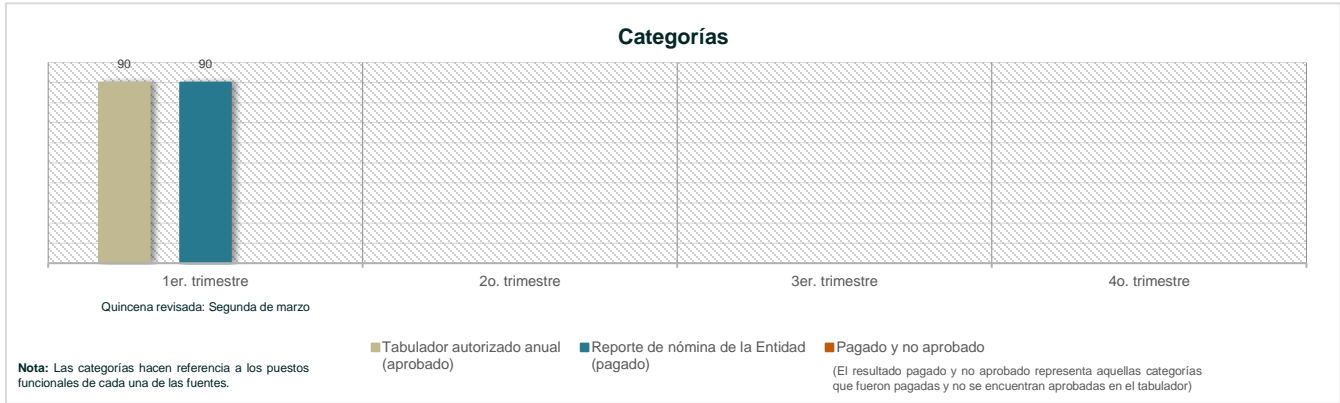 Categorías
90 90
1er. trimestre 2o. trimestre 3er. trimestre 4o. trimestre
Quincena revisada: Segunda de marzo
Tabulador autorizado anual
(aprobado)
Reporte de nómina de la Entidad
(pagado)
Pagado y no aprobado
(El resultado pagado y no aprobado representa aquellas categorías
que fueron pagadas y no se encuentran aprobadas en el tabulador)
Nota: Las categorías hacen referencia a los puestos
funcionales de cada una de las fuentes.